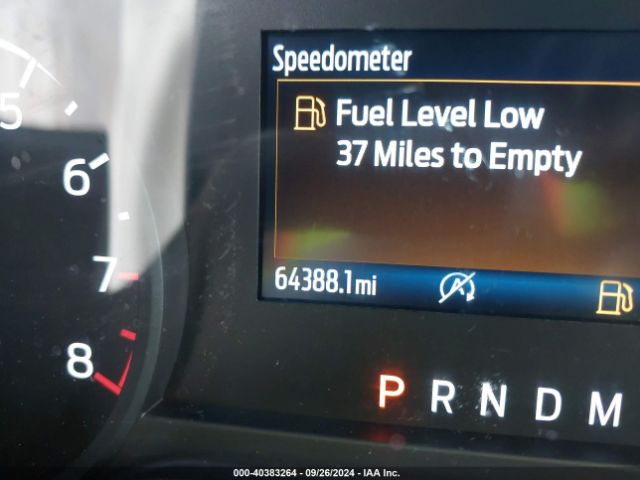 Speedometer
Fuel Level Low
37 Miles to Empty
5
6
7
8
64388.1mi
A
P R N D M
000-40383264 - 09/26/2024 - IAA Inc.